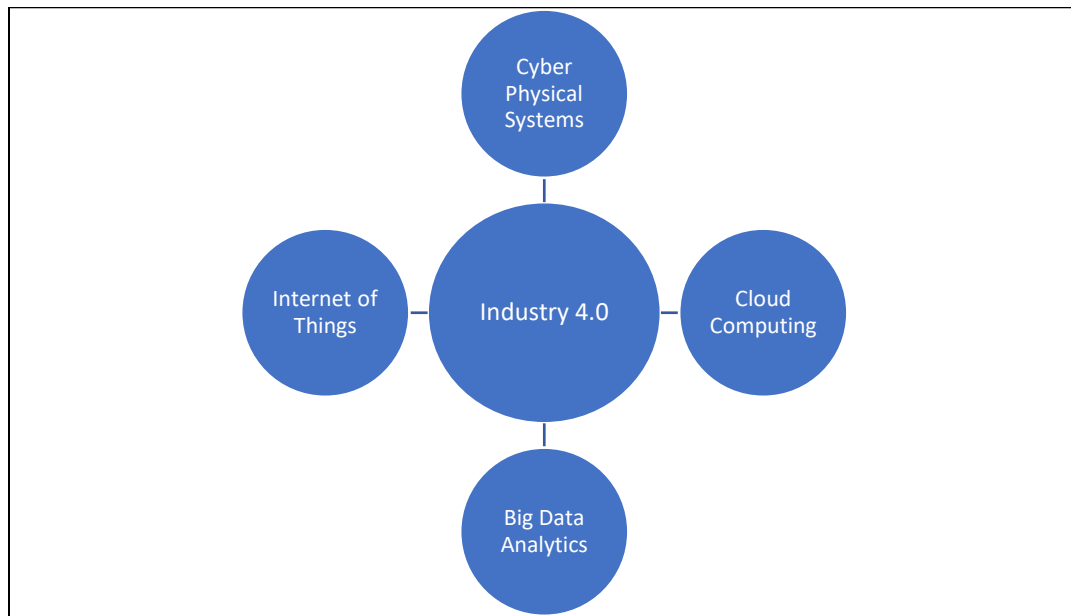 Cyber
Physical
Systems
Internet of
Things
Industry 4.0
Cloud
Computing
Big Data
Analytics